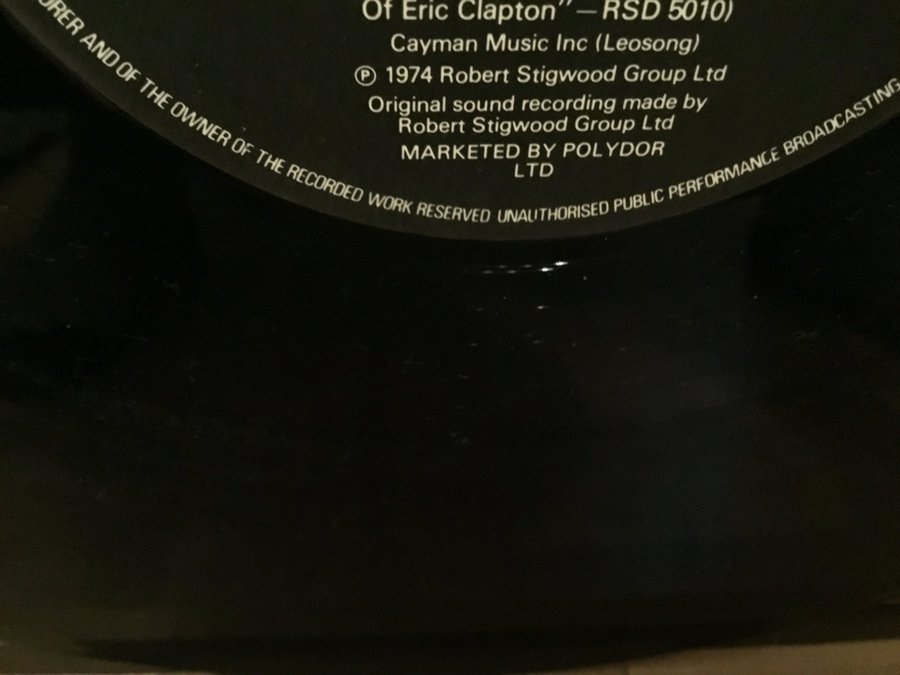 Of Eric Clapton"—RSD 5010)
Cayman Music Inc (Leosong)
℗ 1974 Robert Stigwood Group Ltd
Original sound recording made by
Robert Stigwood Group Ltd
MARKETED BY POLYDOR
LTD
AND OF THE OWNER OF THE RECORDED WORK RESERVED UNAUTHORISED PUBLIC PERFORMANCE BROADCASTING